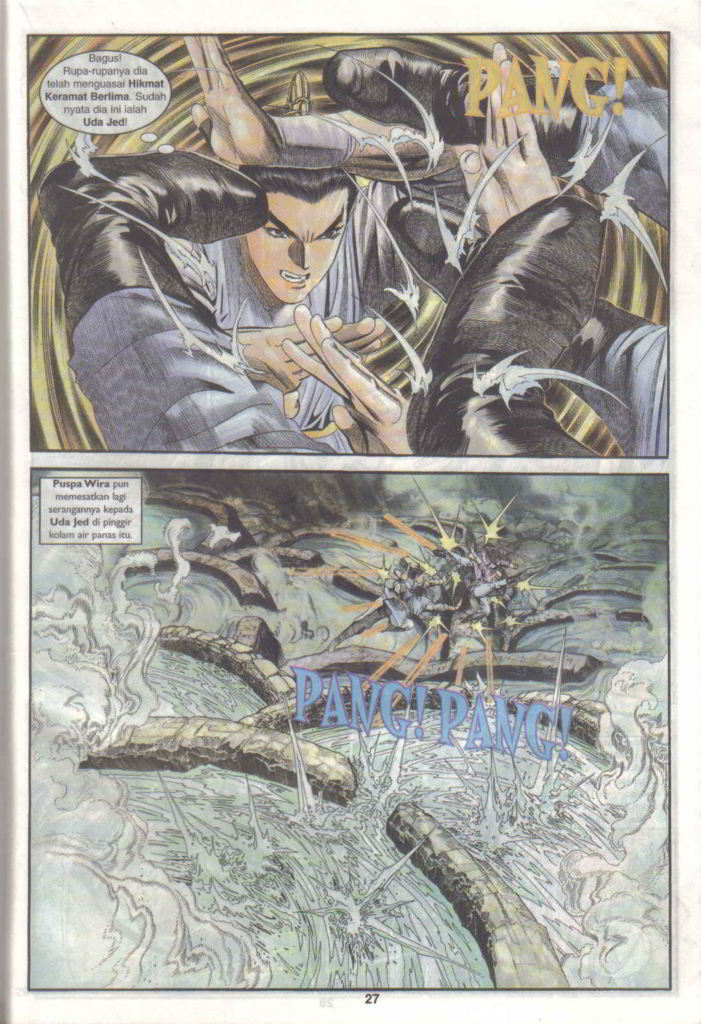 Bagus!
Rupa-rupanya dia
telah menguasai Hikmat
Keramat Berlima. Sudah
nyata dia ini ialah
Uda Jed!
PANG!
Puspa Wira pun
memesatkan lagi
serangannya kepada
Uda Jed di pinggir
kolam air panas itu.
PANG! PANG!
27